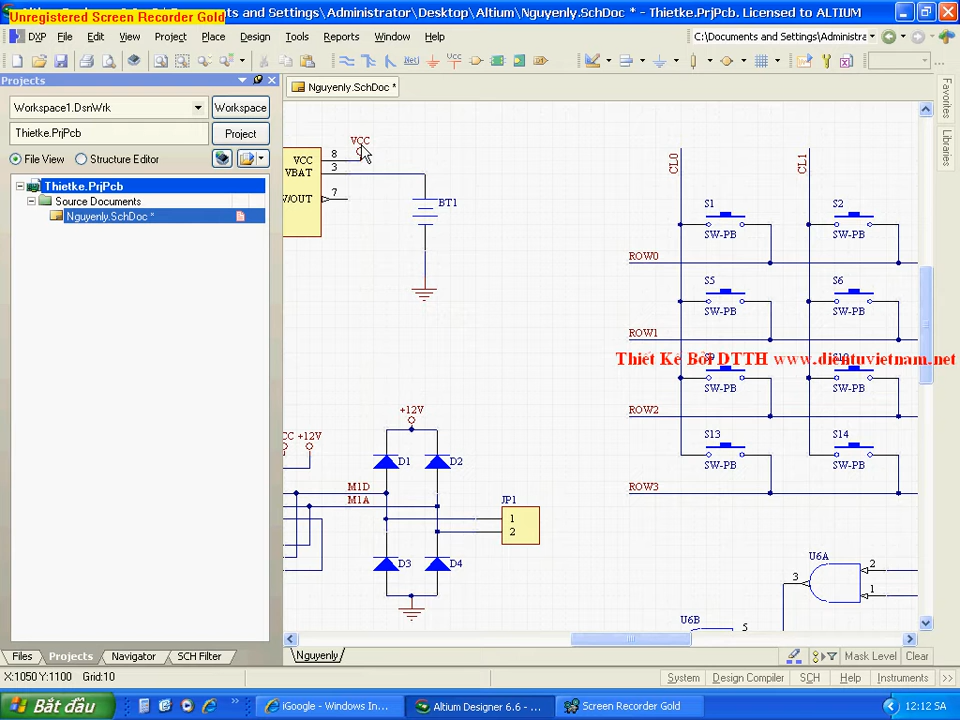 Unregistered Screen Recorder Gold
s and Settings\Administrator\Desktop\Altium\Nguyenly.SchDoc * - Thietke.PrjPcb. Licensed to ALTIUM
DXP File Edit View Project Place Design Tools Reports Window Help
C:\Documents and Settings\Administra
Projects
Nguyenly.SchDoc *
Workspace1.DsnWrk
Workspace
Thietke.PrjPcb
Project
File View
Structure Editor
Thietke.PrjPcb
Source Documents
Nguyenly.SchDoc *
Favorites
Libraries
VCC
VCC
8
VBAT
3
V/OUT
7
BT1
CL0
CL1
S1
S2
SW-PB
SW-PB
ROW0
S5
S6
SW-PB
SW-PB
ROW1
Thiết Kế Bởi DTTH www.dientuvietnam.net
SW-PB
SW-PB
ROW2
S13
S14
SW-PB
SW-PB
ROW3
+12V
CC +12V
D1
D2
M1D
M1A
JP1
1
2
D3
D4
U6A
3
2
1
U6B
5
Files
Projects
Navigator
SCH Filter
Nguyenly
Mask Level
Clear
X:1050 Y:1100 Grid:10
System
Design Compiler
SCH
Help
Instruments
>>
Bắt đầu
iGoogle - Windows In...
Altium Designer 6.6 - ...
Screen Recorder Gold
12:12 SA